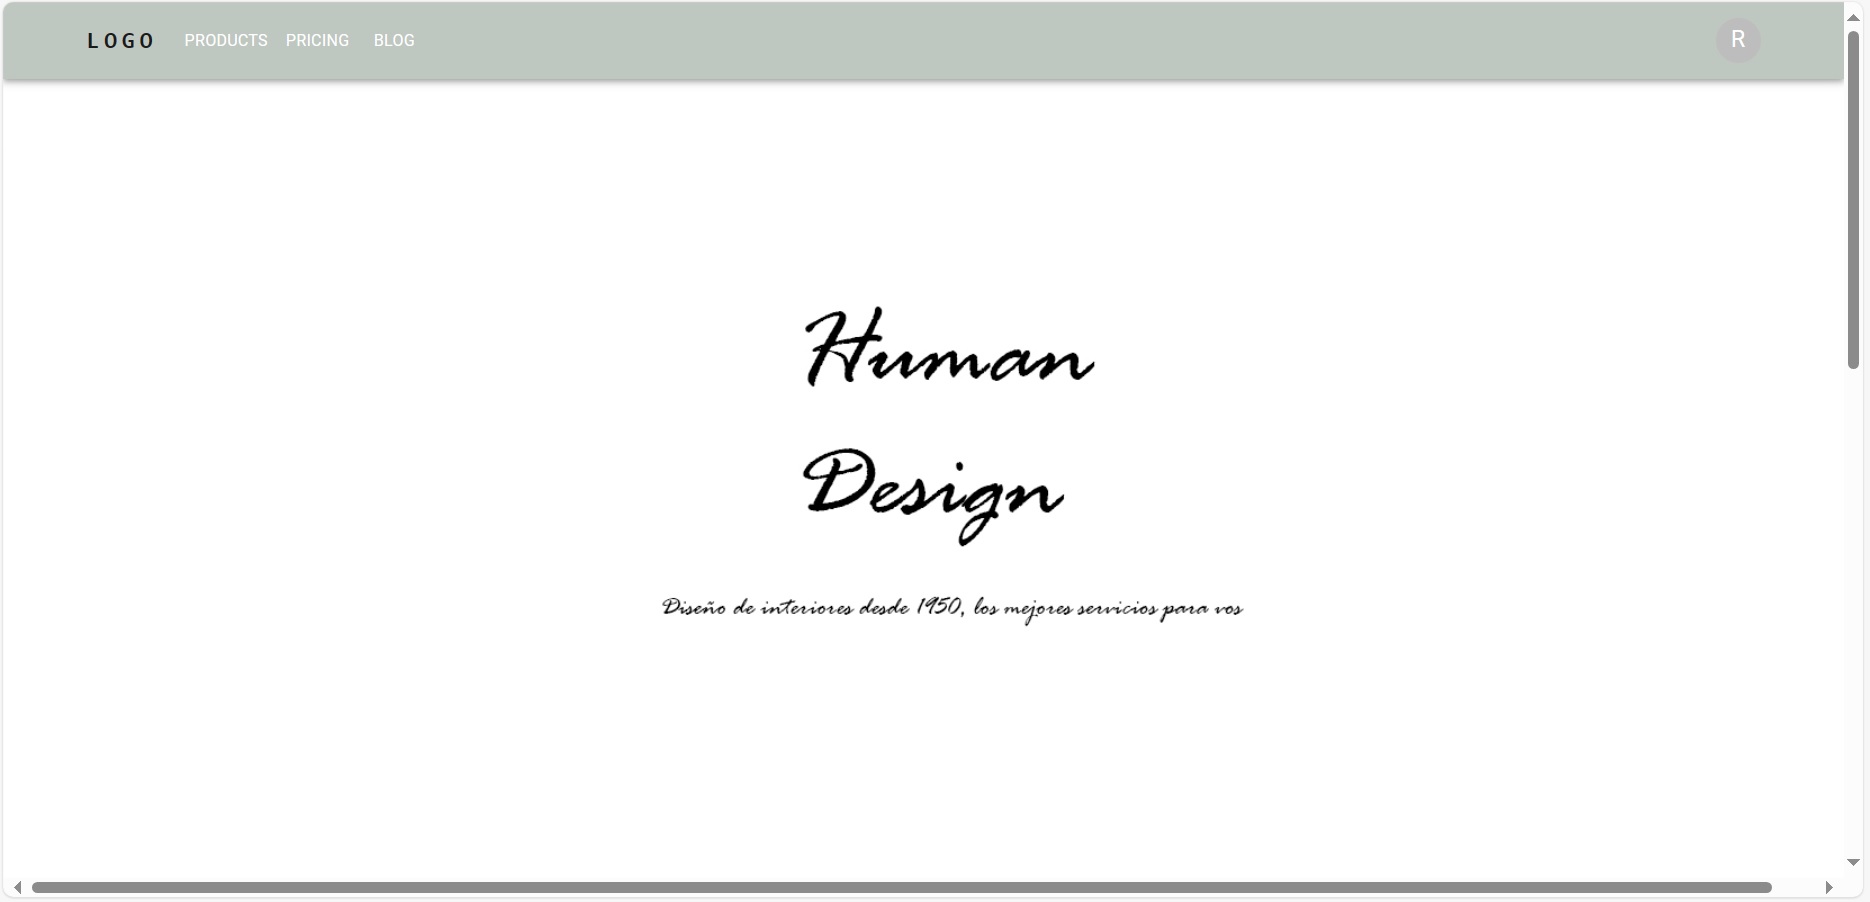 LOGO PRODUCTS PRICING BLOG R
Human
Design
Diseño de interiores desde 1950, los mejores servicios para vos